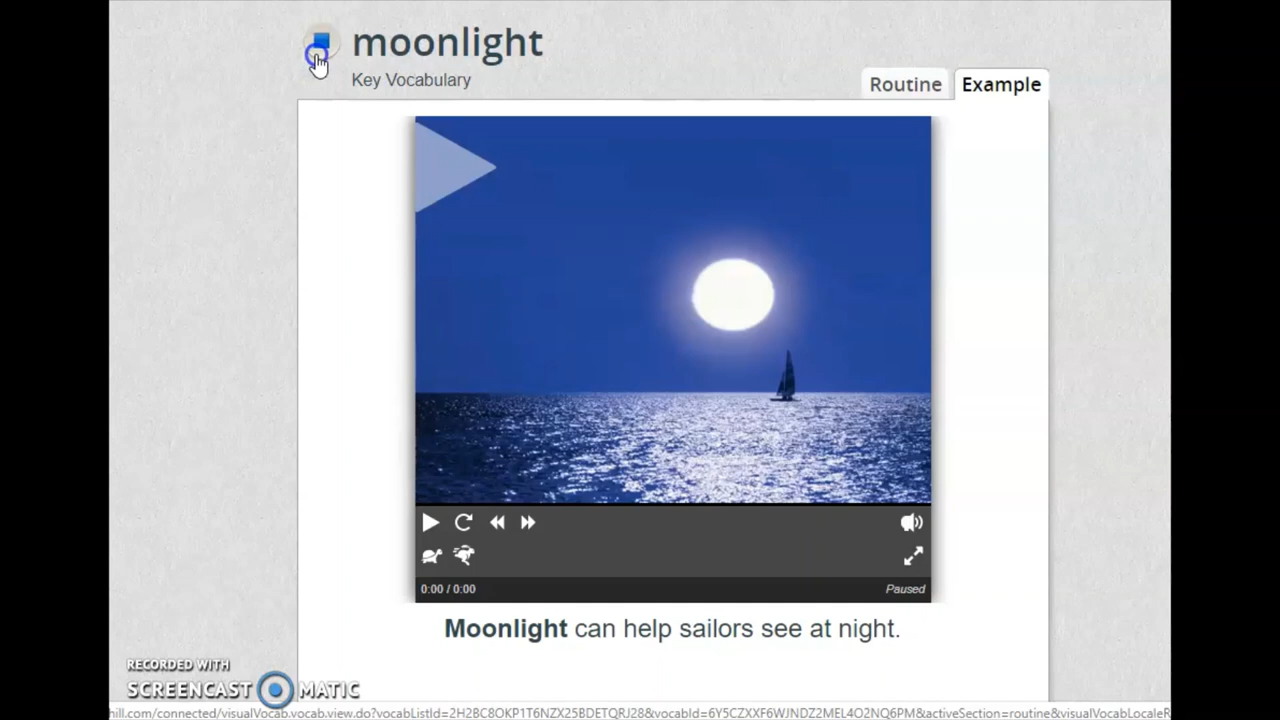 moonlight
Key Vocabulary
Routine
Example
0:00 / 0:00
Paused
Moonlight can help sailors see at night.
RECORDED WITH
SCREENCAST MATIC
hill.com/connected/visualVocab.vocab.view.do?vocabListId=2H2BC8OKP1T6NZX25BDETQRJ28&vocabId=6Y5CZXXF6WJNDZ2MEL4O2NQ6PM&activeSection=routine&visualVocabLocaleR